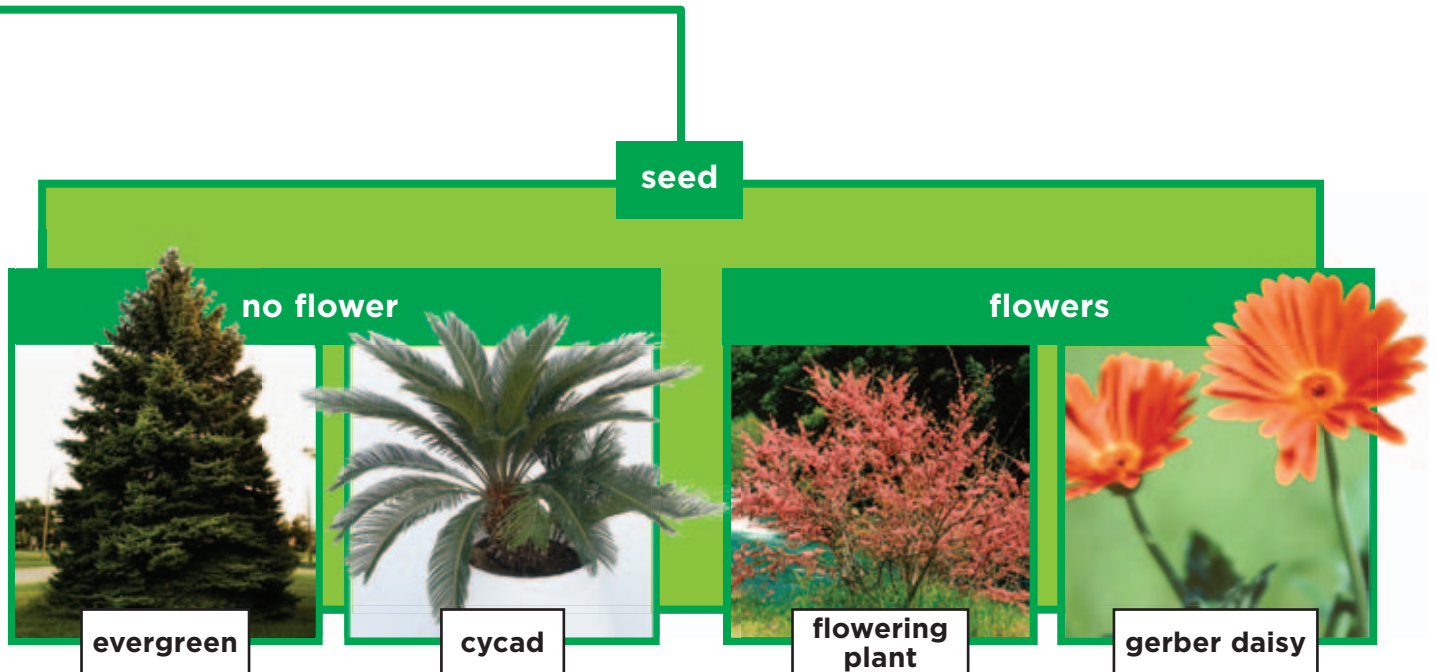 seed
no flower
flowers
evergreen
cycad
flowering
plant
gerber daisy